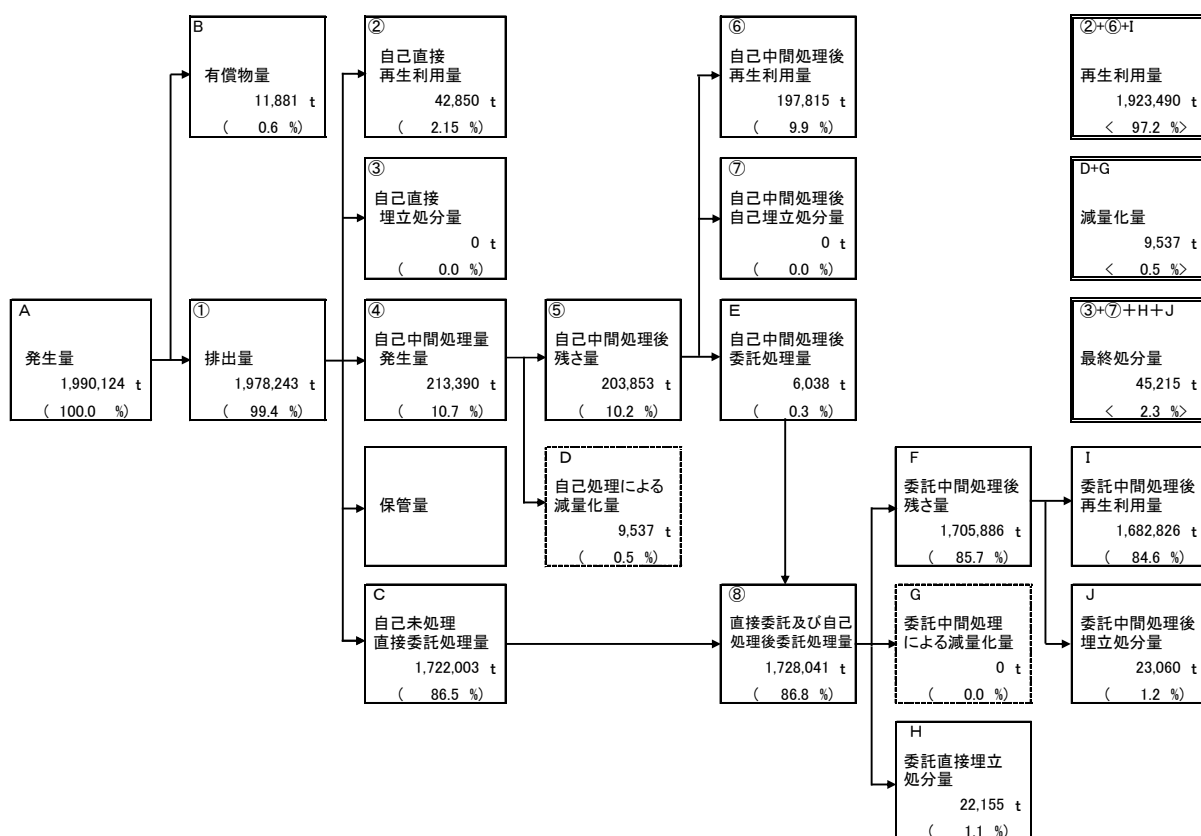 B
有償物量
11,881 t
( 0.6 %)
②
自己直接
再生利用量
42,850 t
( 2.15 %)
⑥
自己中間処理後
再生利用量
197,815 t
( 9.9 %)
②+⑥+I
再生利用量
1,923,490 t
< 97.2 %>
③
自己直接
埋立処分量
0 t
( 0.0 %)
⑦
自己中間処理後
自己埋立処分量
0 t
( 0.0 %)
D+G
減量化量
9,537 t
< 0.5 %>
A
発生量
1,990,124 t
( 100.0 %)
①
排出量
1,978,243 t
( 99.4 %)
④
自己中間処理量
発生量
213,390 t
( 10.7 %)
⑤
自己中間処理後
残さ量
203,853 t
( 10.2 %)
E
自己中間処理後
委託処理量
6,038 t
( 0.3 %)
③+⑦+H+J
最終処分量
45,215 t
< 2.3 %>
保管量
D
自己処理による
減量化量
9,537 t
( 0.5 %)
F
委託中間処理後
残さ量
1,705,886 t
( 85.7 %)
I
委託中間処理後
再生利用量
1,682,826 t
( 84.6 %)
C
自己未処理
直接委託処理量
1,722,003 t
( 86.5 %)
⑧
直接委託及び自己
処理後委託処理量
1,728,041 t
( 86.8 %)
G
委託中間処理
による減量化量
0 t
( 0.0 %)
J
委託中間処理後
埋立処分量
23,060 t
( 1.2 %)
H
委託直接埋立
処分量
22,155 t
( 1.1 %)